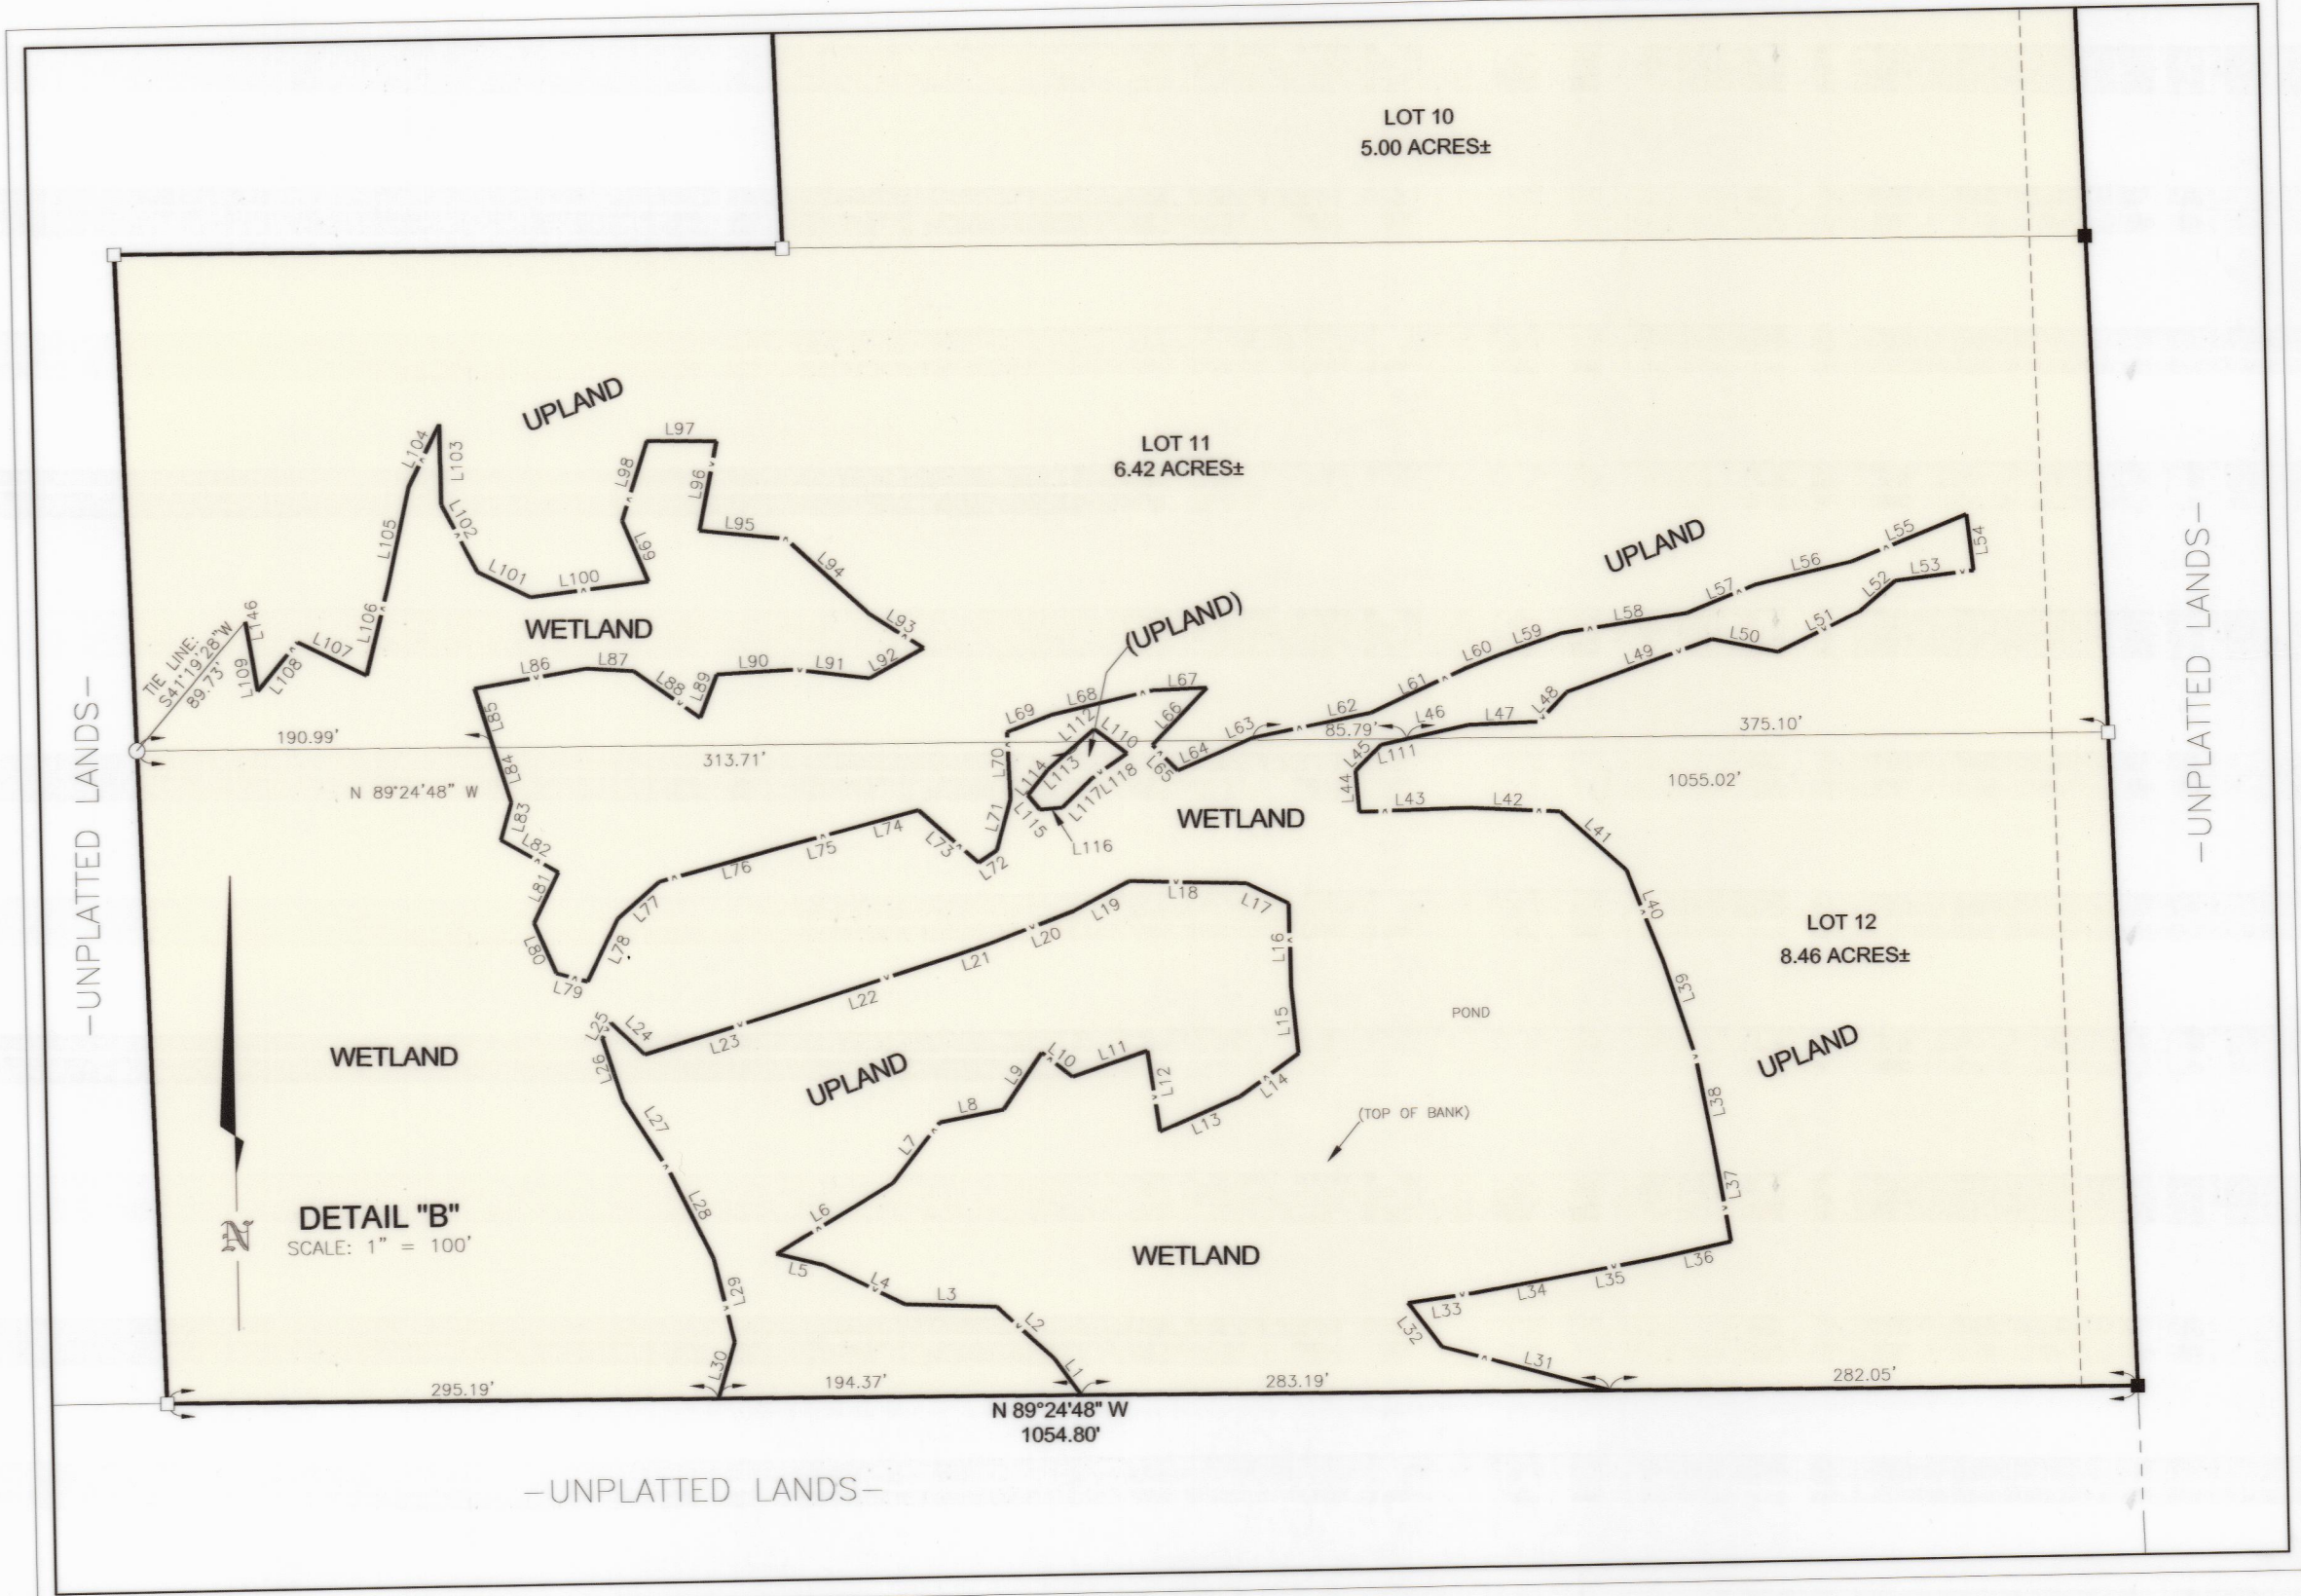 LOT 10
5.00 ACRES±
UPLAND
L97
LOT 11
6.42 ACRES±
L104
L103
L98
L96
L102
L95
L105
L99
L94
L101
L100
UPLAND
L55
L54
L56
L53
L52
L57
L51
L58
L59
L50
L60
L49
(UPLAND)
WETLAND
L93
L146
L106
L107
L109
L108
TIE LINE:
S41°19'28"W
89.73'
L86
L87
L88
L89
L90
L91
L92
L85
L67
L68
L69
L66
L61
L48
L62
L112
L110
L63
L46
L47
190.99'
85.79'
375.10'
313.71'
L70
L114
L113
L65
L64
L45
L111
L84
N 89°24'48" W
L118
L117
L44
1055.02'
L83
L71
L115
L116
WETLAND
L43
L42
L82
L74
L75
L73
L72
L76
L41
L81
L77
L78
L80
L79
L19
L18
L17
L40
L20
L16
L21
LOT 12
8.46 ACRES±
L22
L39
L25
L24
L23
L15
POND
WETLAND
L26
UPLAND
L9
L10
L11
L12
L14
L13
UPLAND
L38
L27
L8
L7
(TOP OF BANK)
L28
L6
L37
DETAIL "B"
SCALE: 1" = 100'
N
WETLAND
L5
L4
L3
L36
L35
L34
L33
L29
L2
L32
L30
L1
L31
295.19'
194.37'
283.19'
282.05'
N 89°24'48" W
1054.80'
-UNPLATTED LANDS-
-UNPLATTED LANDS-
-UNPLATTED LANDS-